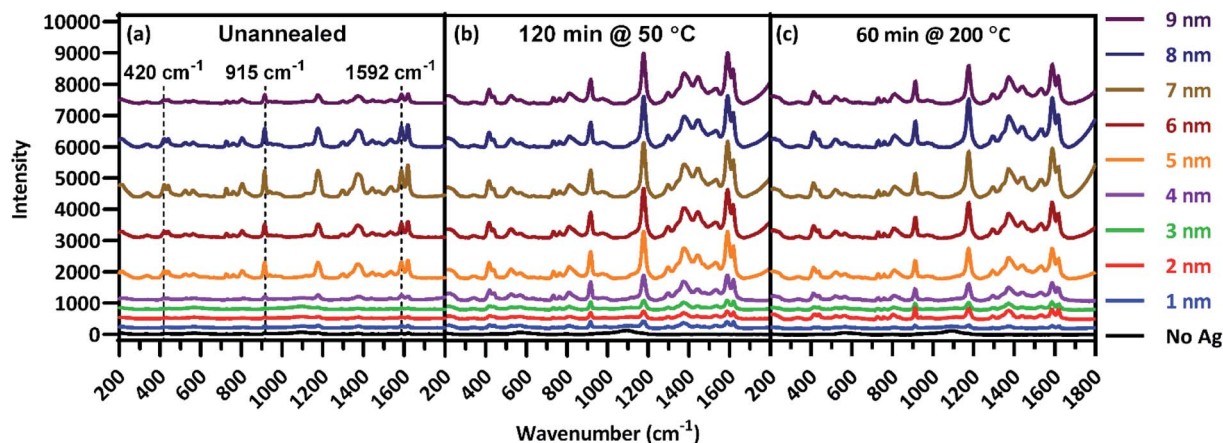 (a) Unannealed
(b) 120 min @ 50 °C
(c) 60 min @ 200 °C
420 cm⁻¹ 915 cm⁻¹ 1592 cm⁻¹
Intensity
10000
9000
8000
7000
6000
5000
4000
3000
2000
1000
0
200 400 600 800 1000 1200 1400 1600
200 400 600 800 1000 1200 1400 1600
200 400 600 800 1000 1200 1400 1600 1800
Wavenumber (cm⁻¹)
9 nm
8 nm
7 nm
6 nm
5 nm
4 nm
3 nm
2 nm
1 nm
No Ag